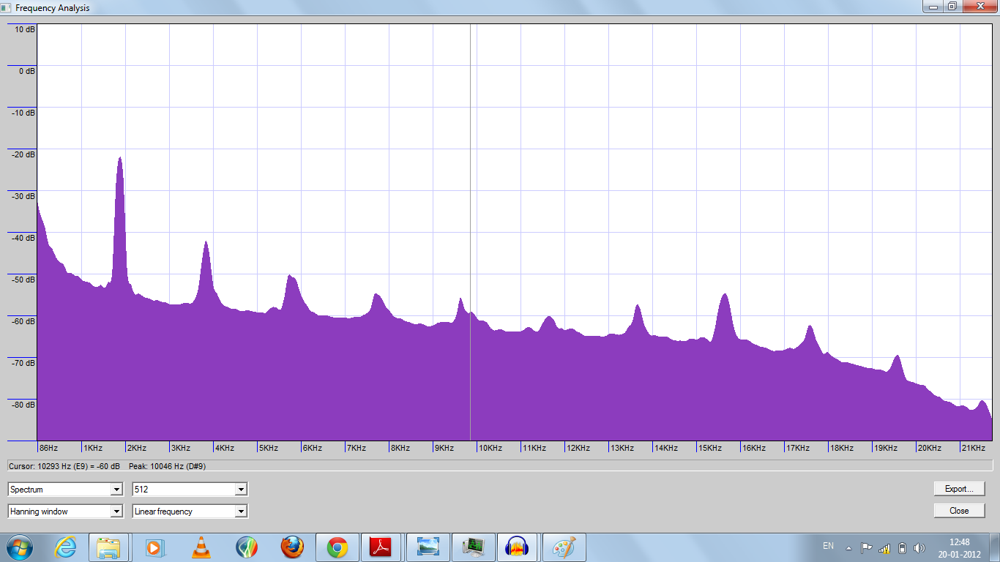 Frequency Analysis
10 dB
0 dB
-10 dB
-20 dB
-30 dB
-40 dB
-50 dB
-60 dB
-70 dB
-80 dB
86Hz 1KHz 2KHz 3KHz 4KHz 5KHz 6KHz 7KHz 8KHz 9KHz 10KHz 11KHz 12KHz 13KHz 14KHz 15KHz 16KHz 17KHz 18KHz 19KHz 20KHz 21KHz
Cursor: 10293 Hz (E9) = -60 dB Peak: 10046 Hz (D#9)
Spectrum 512 Export...
Hanning window Linear frequency Close
EN 12:48
20-01-2012